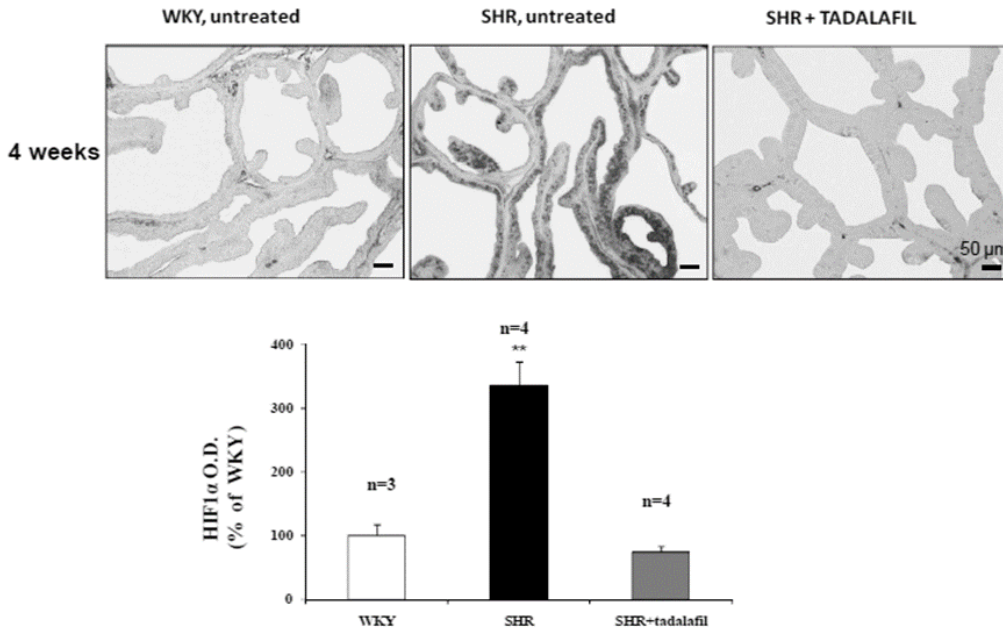 WKY, untreated
SHR, untreated
SHR + TADALAFIL
4 weeks
50 µm
n=4
**
400
300
n=3
n=4
200
100
0
HIF1α O.D.
(% of WKY)
WKY
SHR
SHR+tadalafil